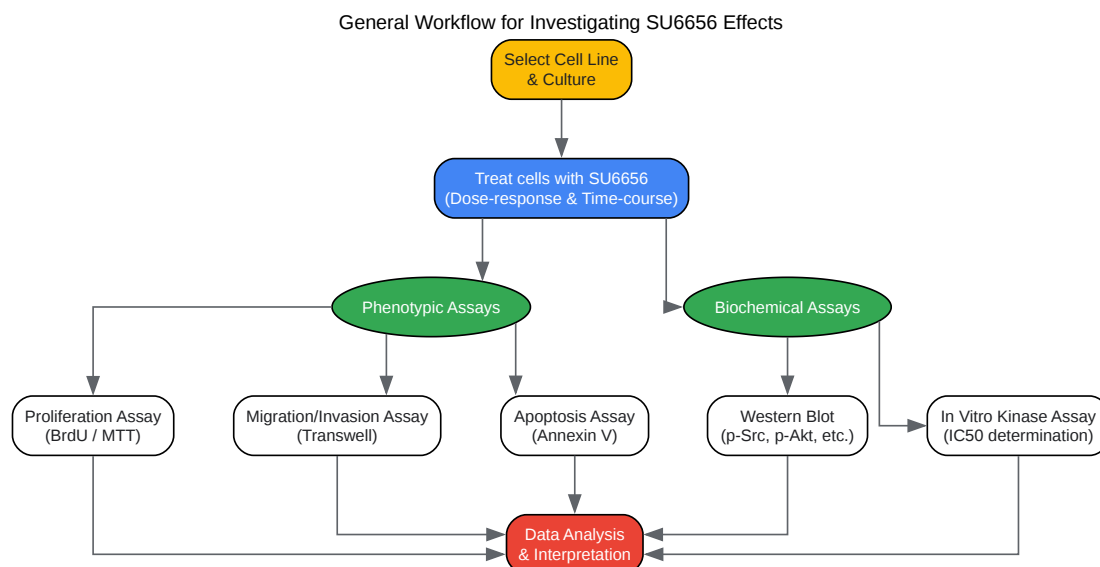 General Workflow for Investigating SU6656 Effects
Select Cell Line
& Culture
Treat cells with SU6656
(Dose-response & Time-course)
Phenotypic Assays
Biochemical Assays
Proliferation Assay
(BrdU / MTT)
Migration/Invasion Assay
(Transwell)
Apoptosis Assay
(Annexin V)
Western Blot
(p-Src, p-Akt, etc.)
In Vitro Kinase Assay
(IC50 determination)
Data Analysis
& Interpretation